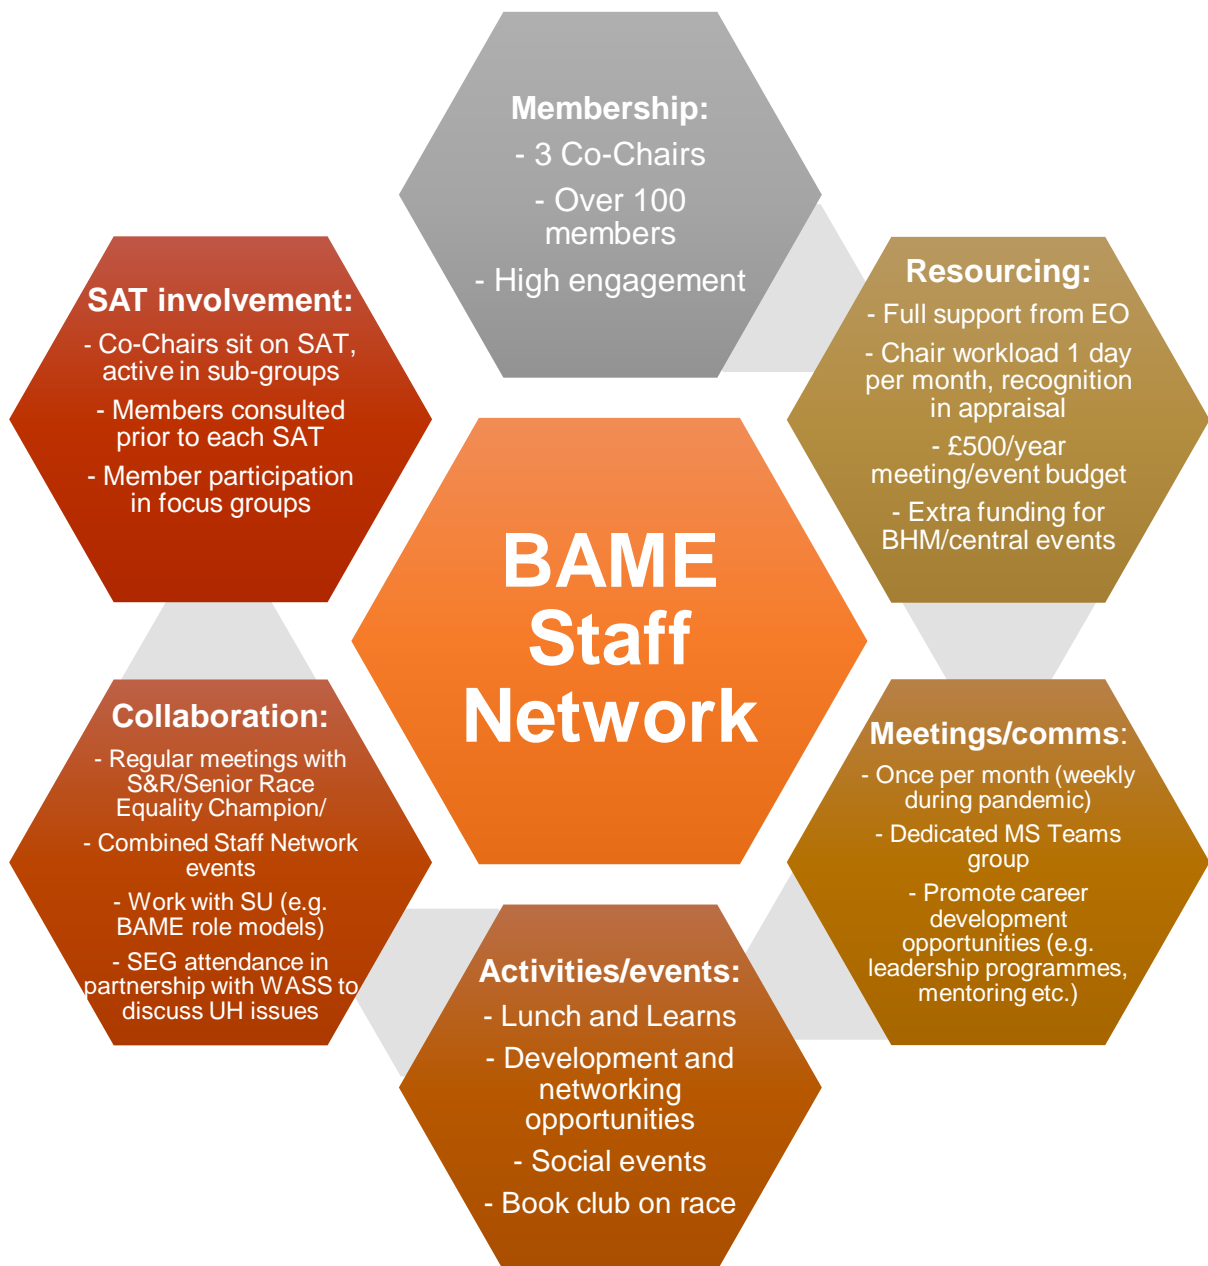 Membership:
- 3 Co-Chairs
- Over 100
members
- High engagement
Resourcing:
- Full support from EO
- Chair workload 1 day
per month, recognition
in appraisal
- £500/year
meeting/event budget
- Extra funding for
BHM/central events
Meetings/comms:
- Once per month (weekly
during pandemic)
- Dedicated MS Teams
group
- Promote career
development
opportunities (e.g.
leadership programmes,
mentoring etc.)
Activities/events:
- Lunch and Learns
- Development and
networking
opportunities
- Social events
- Book club on race
Collaboration:
- Regular meetings with
S&R/Senior Race
Equality Champion/
- Combined Staff Network
events
- Work with SU (e.g.
BAME role models)
- SEG attendance in
partnership with WASS to
discuss UH issues
SAT involvement:
- Co-Chairs sit on SAT,
active in sub-groups
- Members consulted
prior to each SAT
- Member participation
in focus groups
BAME
Staff
Network